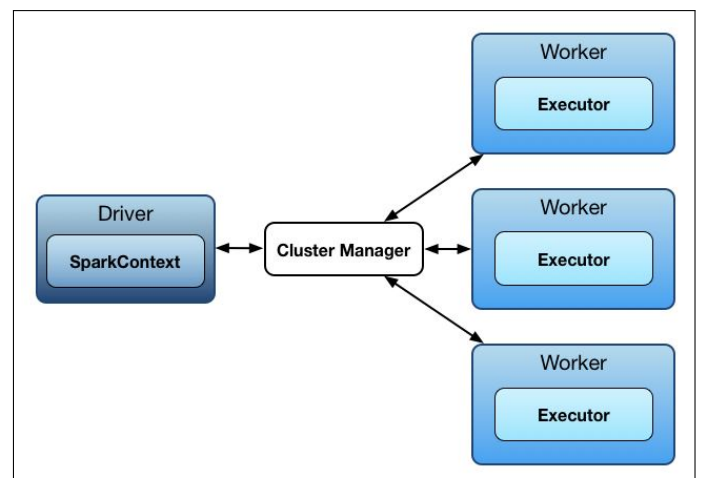 Driver
SparkContext
Cluster Manager
Worker
Executor
Worker
Executor
Worker
Executor